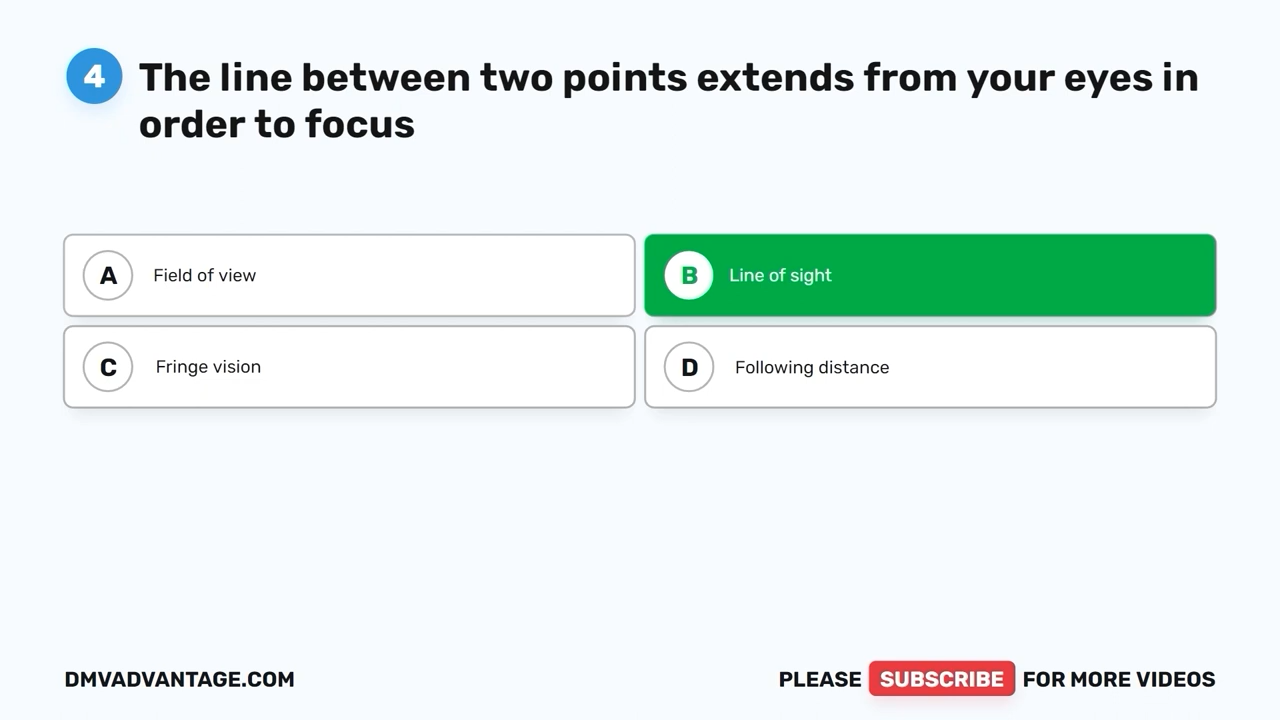 4 The line between two points extends from your eyes in
order to focus
A Field of view
B Line of sight
C Fringe vision
D Following distance
DMVADVANTAGE.COM
PLEASE SUBSCRIBE FOR MORE VIDEOS